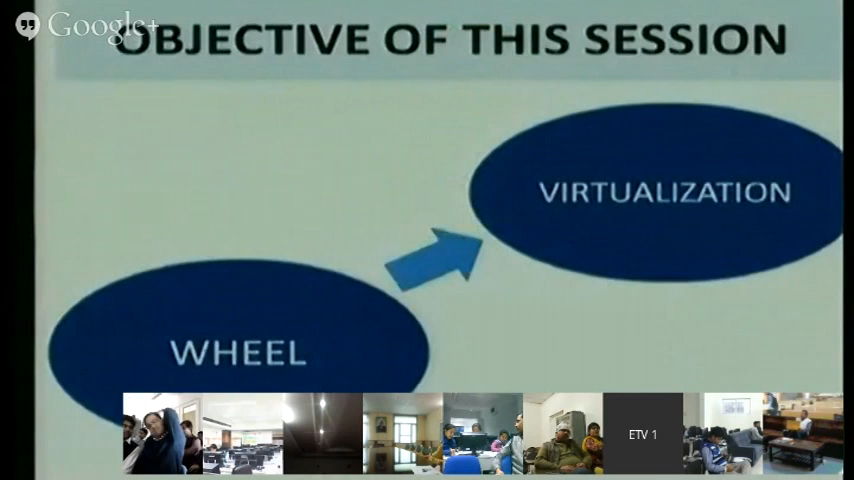 Google+
OBJECTIVE OF THIS SESSION
VIRTUALIZATION
WHEEL
ETV 1